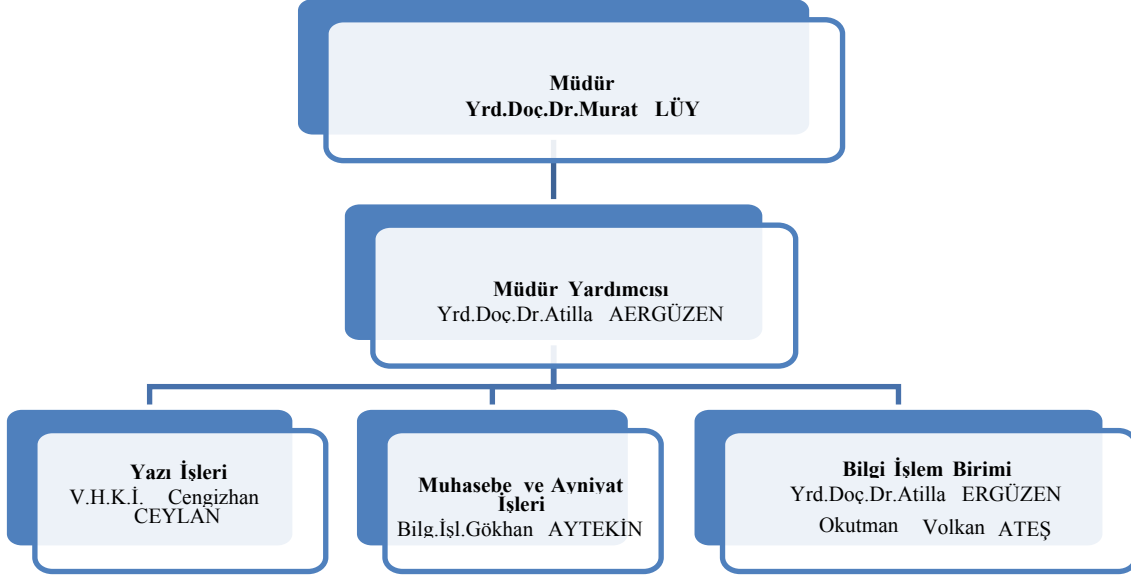 Müdür
Yrd.Doç.Dr.Murat LÜY
Müdür Yardımcısı
Yrd.Doç.Dr.Atilla AERGÜZEN
Yazı İşleri
V.H.K.İ. Cengizhan
CEYLAN
Muhasebe ve Ayniyat
İşleri
Bilg.İşl.Gökhan AYTEKİN
Bilgi İşlem Birimi
Yrd.Doç.Dr.Atilla ERGÜZEN
Okutman Volkan ATEŞ